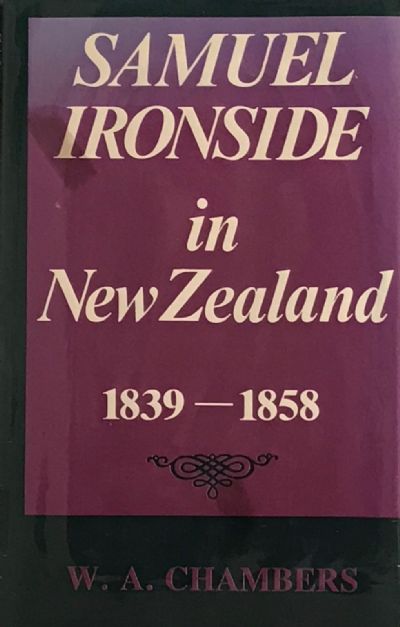 SAMUEL
IRONSIDE
in
New Zealand
1839 — 1858
W. A. CHAMBERS